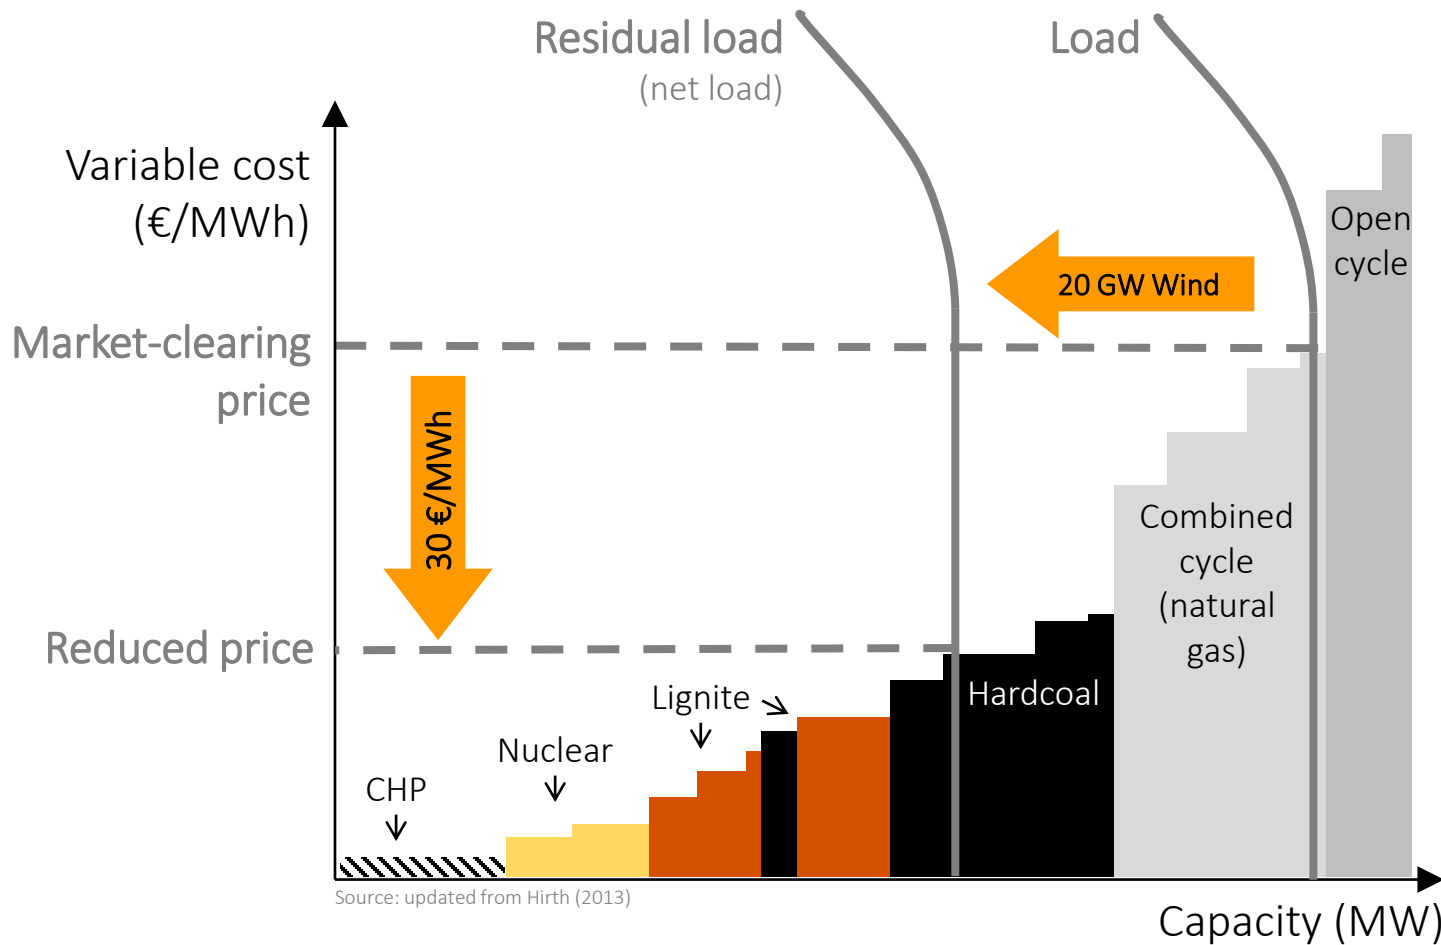 Residual load
(net load)
Load
Variable cost
(€/MWh)
Open
cycle
20 GW Wind
Market-clearing
price
30 €/MWh
Combined
cycle
(natural
gas)
Reduced price
Hardcoal
Lignite
Nuclear
CHP
Source: updated from Hirth (2013)
Capacity (MW)